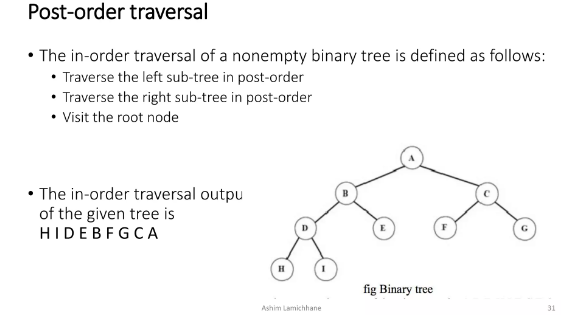 Post-order traversal
• The in-order traversal of a nonempty binary tree is defined as follows:
• Traverse the left sub-tree in post-order
• Traverse the right sub-tree in post-order
• Visit the root node
• The in-order traversal outpu
of the given tree is
H I D E B F G C A
A
B
C
D
E
F
G
H
I
fig Binary tree
Ashim Lamichhane
31